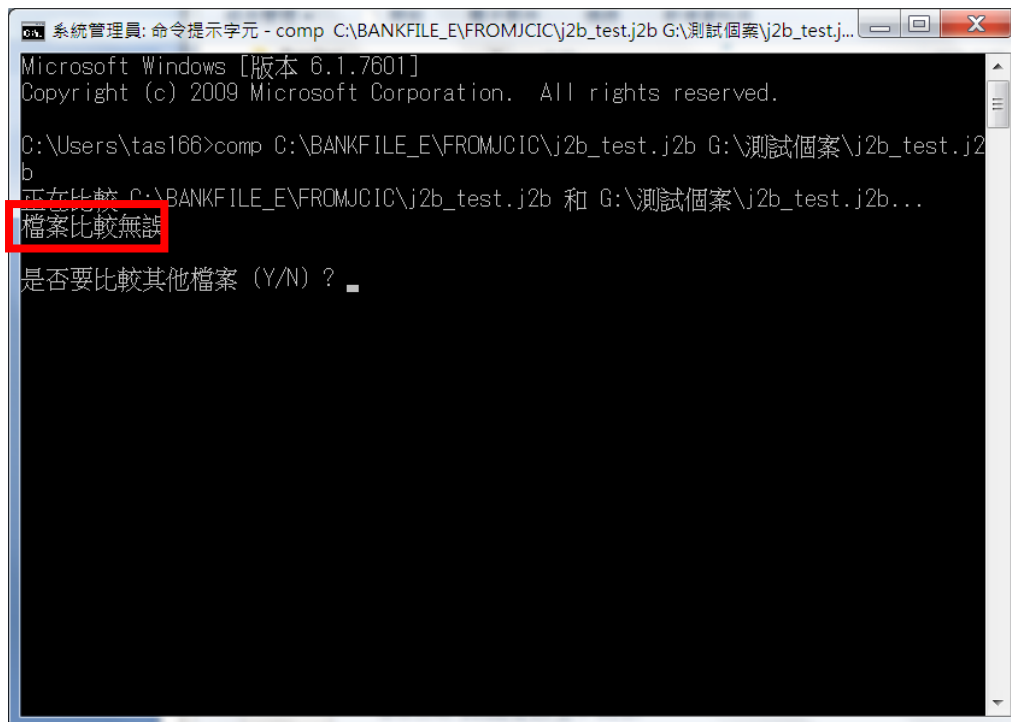 系統管理員: 命令提示字元 - comp C:\BANKFILE_E\FROMJCIC\j2b_test.j2b G:\測試個案\j2b_test.j...
Microsoft Windows [版本 6.1.7601]
Copyright (c) 2009 Microsoft Corporation.  All rights reserved.
C:\Users\tas166>comp C:\BANKFILE_E\FROMJCIC\j2b_test.j2b G:\測試個案\j2b_test.j2
b
正在比較 C:\BANKFILE_E\FROMJCIC\j2b_test.j2b 和 G:\測試個案\j2b_test.j2b...
檔案比較無誤
是否要比較其他檔案 (Y/N) ?